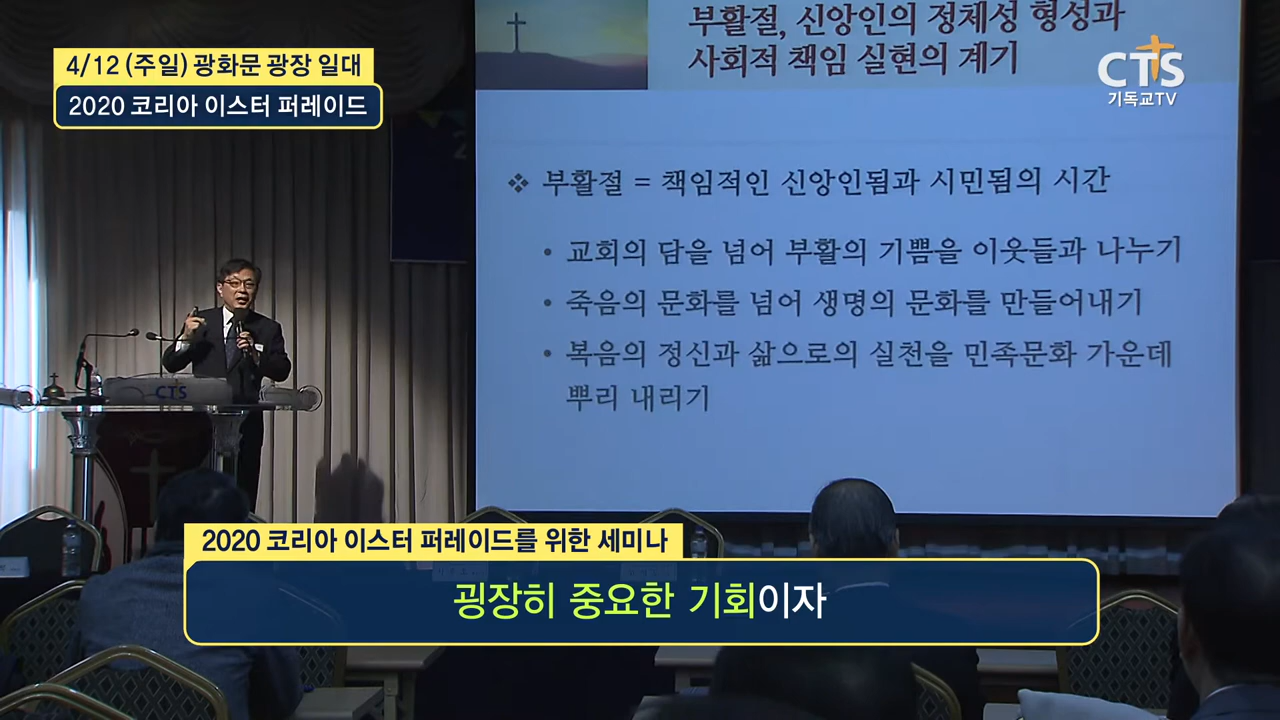 4/12 (주일) 광화문 광장 일대
2020 코리아 이스터 퍼레이드
부활절, 신앙인의 정체성 형성과
사회적 책임 실현의 계기
CTS
기독교TV
❖ 부활절 = 책임적인 신앙인됨과 시민됨의 시간
• 교회의 담을 넘어 부활의 기쁨을 이웃들과 나누기
• 죽음의 문화를 넘어 생명의 문화를 만들어내기
• 복음의 정신과 삶으로의 실천을 민족문화 가운데
뿌리 내리기
CTS
2020 코리아 이스터 퍼레이드를 위한 세미나
굉장히 중요한 기회이자